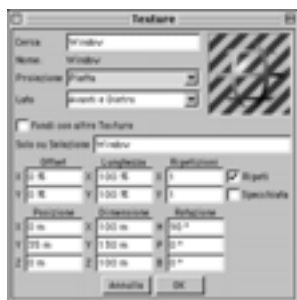 Texture
Cerca Window
Nome Window
Proiezione Piatta
Lato Avanti e Dietro
Fondi con altre Texture
Solo su Selezione Window
Offset Lunghezza Ripetizioni
X 0 % X 100 % X 1 Ripeti
Y 0 % Y 100 % Y 1 Specchiata
Posizione Dimensione Rotazione
X 0 m X 100 m H 90 °
Y 35 m Y 150 m P 0 °
Z 0 m Z 100 m B 0 °
Annulla OK